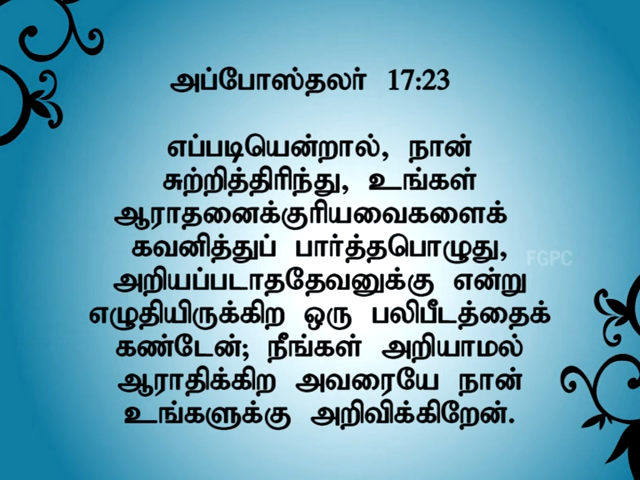 அப்போஸ்தலர் 17:23
எப்படியென்றால், நான்
சுற்றித்திரிந்து, உங்கள்
ஆராதனைக்குரியவைகளைக்
கவனித்துப் பார்த்தபொழுது,
FGPC
அறியப்படாததேவனுக்கு என்று
எழுதியிருக்கிற ஒரு பலிபீடத்தைக்
கண்டேன்; நீங்கள் அறியாமல்
ஆராதிக்கிற அவரையே நான்
உங்களுக்கு அறிவிக்கிறேன்.